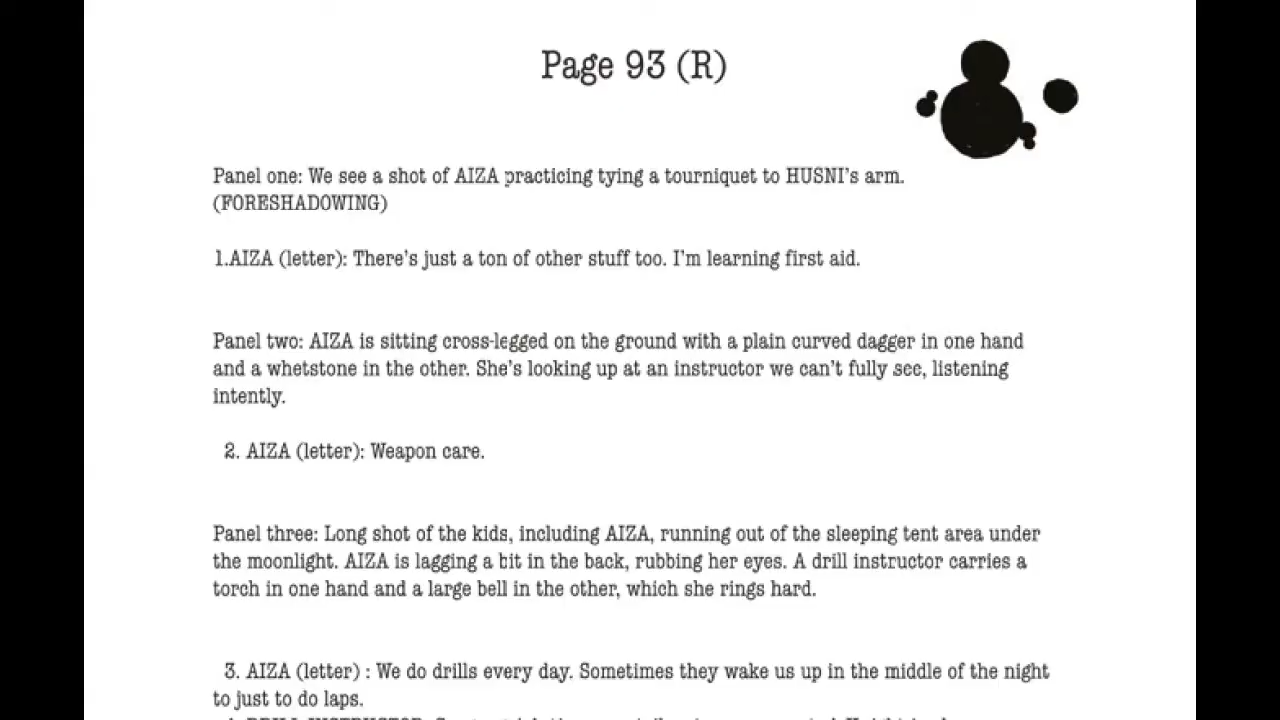 Page 93 (R)
Panel one: We see a shot of AIZA practicing tying a tourniquet to HUSNI's arm.
(FORESHADOWING)
1.AIZA (letter): There's just a ton of other stuff too. I'm learning first aid.
Panel two: AIZA is sitting cross-legged on the ground with a plain curved dagger in one hand
and a whetstone in the other. She's looking up at an instructor we can't fully see, listening
intently.
2. AIZA (letter): Weapon care.
Panel three: Long shot of the kids, including AIZA, running out of the sleeping tent area under
the moonlight. AIZA is lagging a bit in the back, rubbing her eyes. A drill instructor carries a
torch in one hand and a large bell in the other, which she rings hard.
3. AIZA (letter) : We do drills every day. Sometimes they wake us up in the middle of the night
to just to do laps.
DRILL INSTRUCTOR: